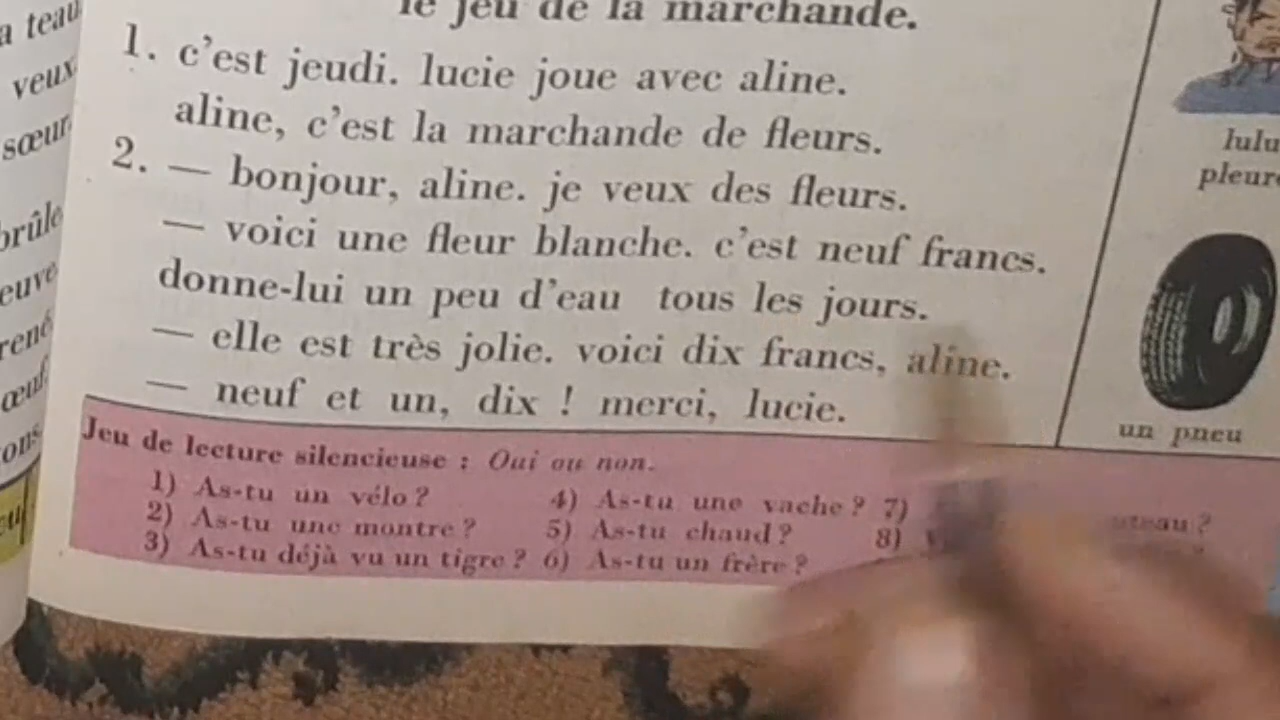 a teau
veux
sœur.
brûle
euve
rené
œuf.
ons
le jeu de la marchande.
1. c'est jeudi. lucie joue avec aline.
aline, c'est la marchande de fleurs.
2. — bonjour, aline. je veux des fleurs.
— voici une fleur blanche. c'est neuf francs.
donne-lui un peu d'eau tous les jours.
— elle est très jolie. voici dix francs, aline.
— neuf et un, dix ! merci, lucie.
Jeu de lecture silencieuse : Oui ou non.
1) As-tu un vélo ?
2) As-tu une montre ?
3) As-tu déjà vu un tigre ?
4) As-tu une vache ?
5) As-tu chaud ?
6) As-tu un frère ?
7)
8)
lulu
pleure
un pneu